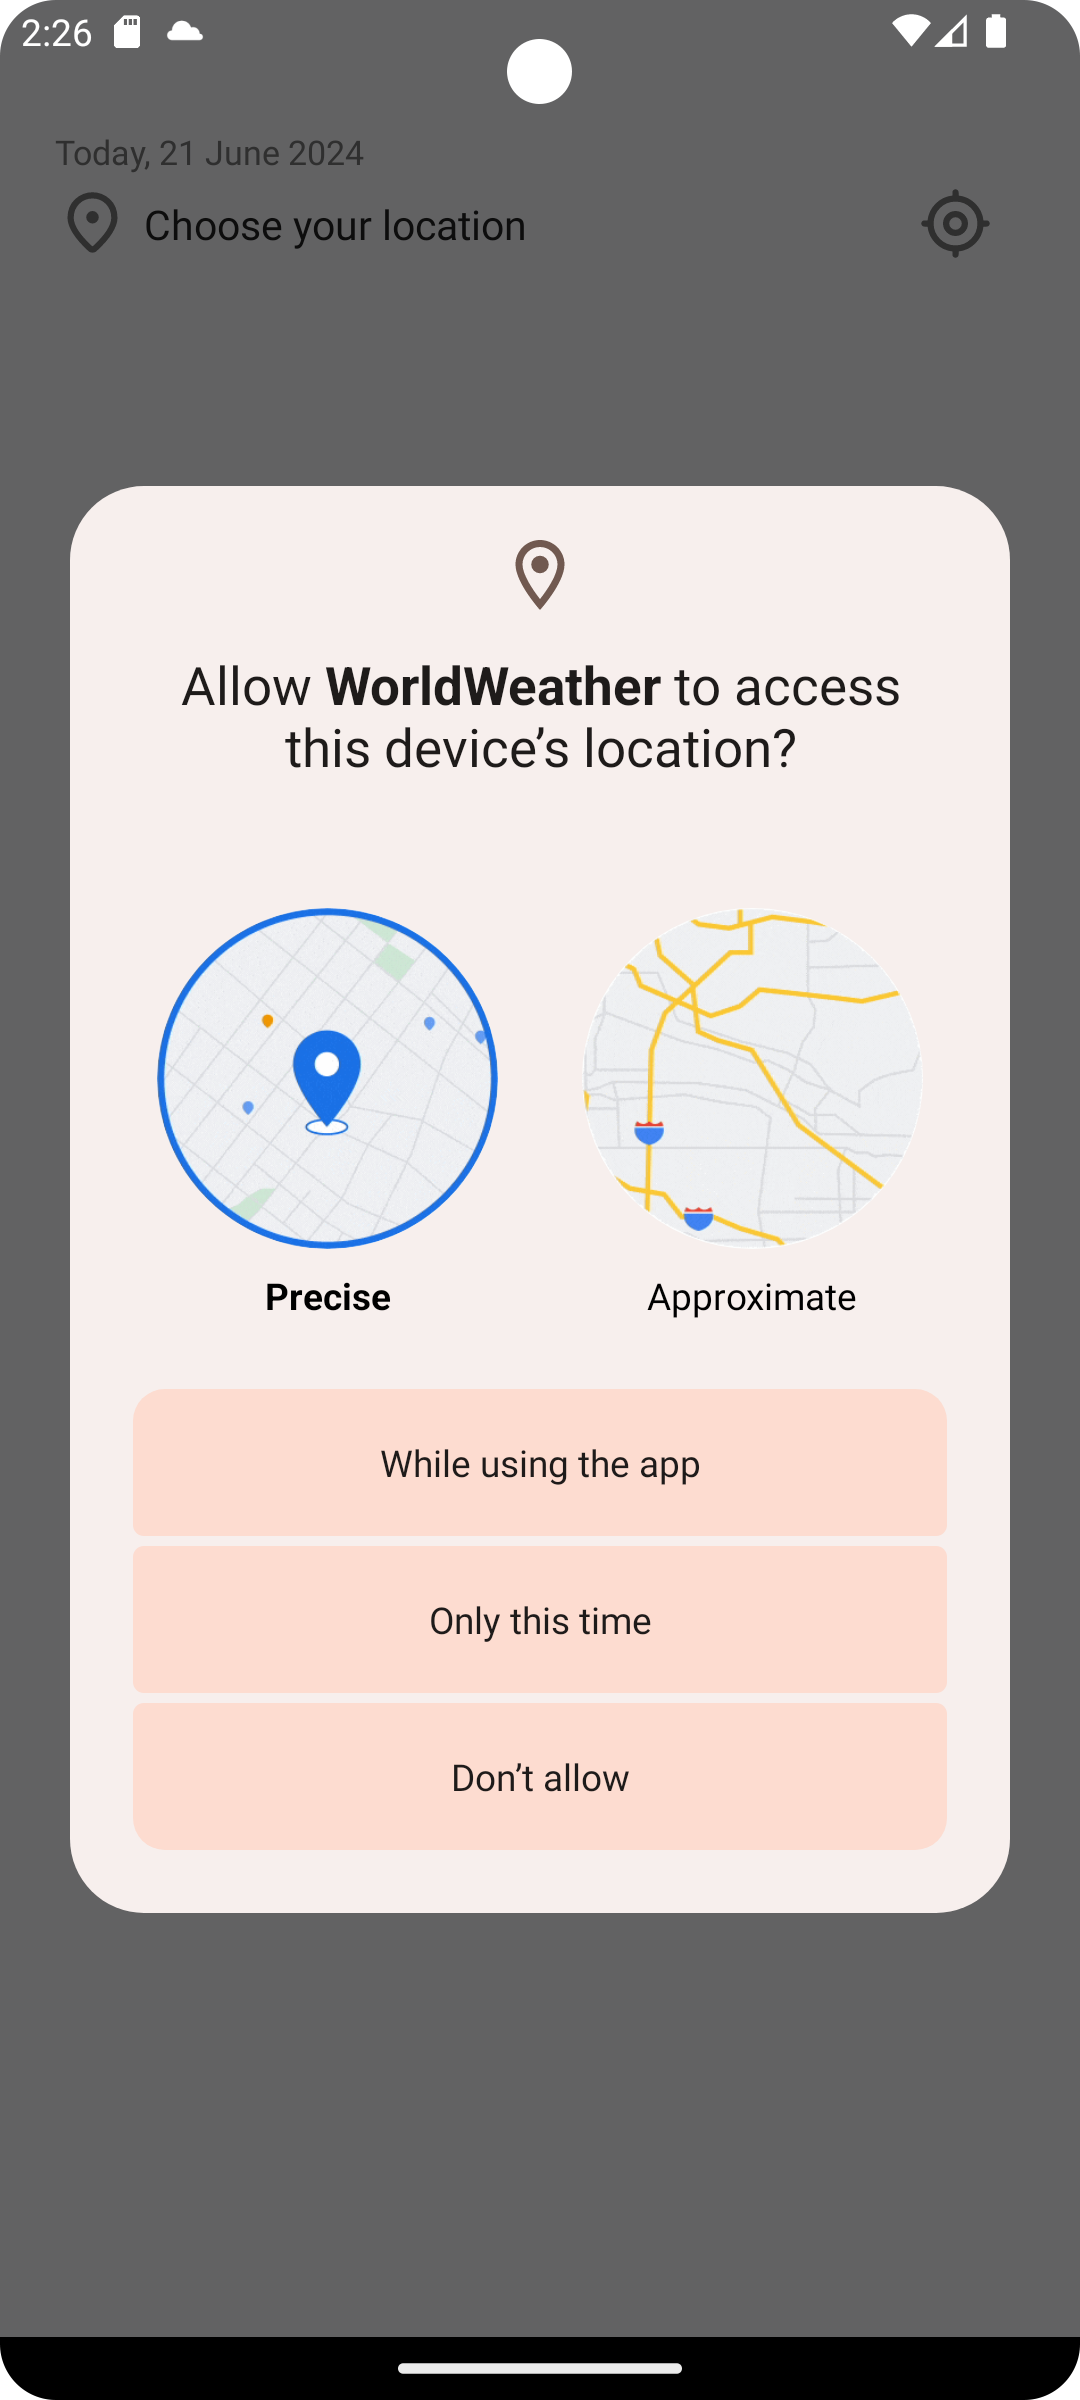 2:26
Today, 21 June 2024
Choose your location
Allow WorldWeather to access
this device’s location?
Precise
Approximate
While using the app
Only this time
Don’t allow